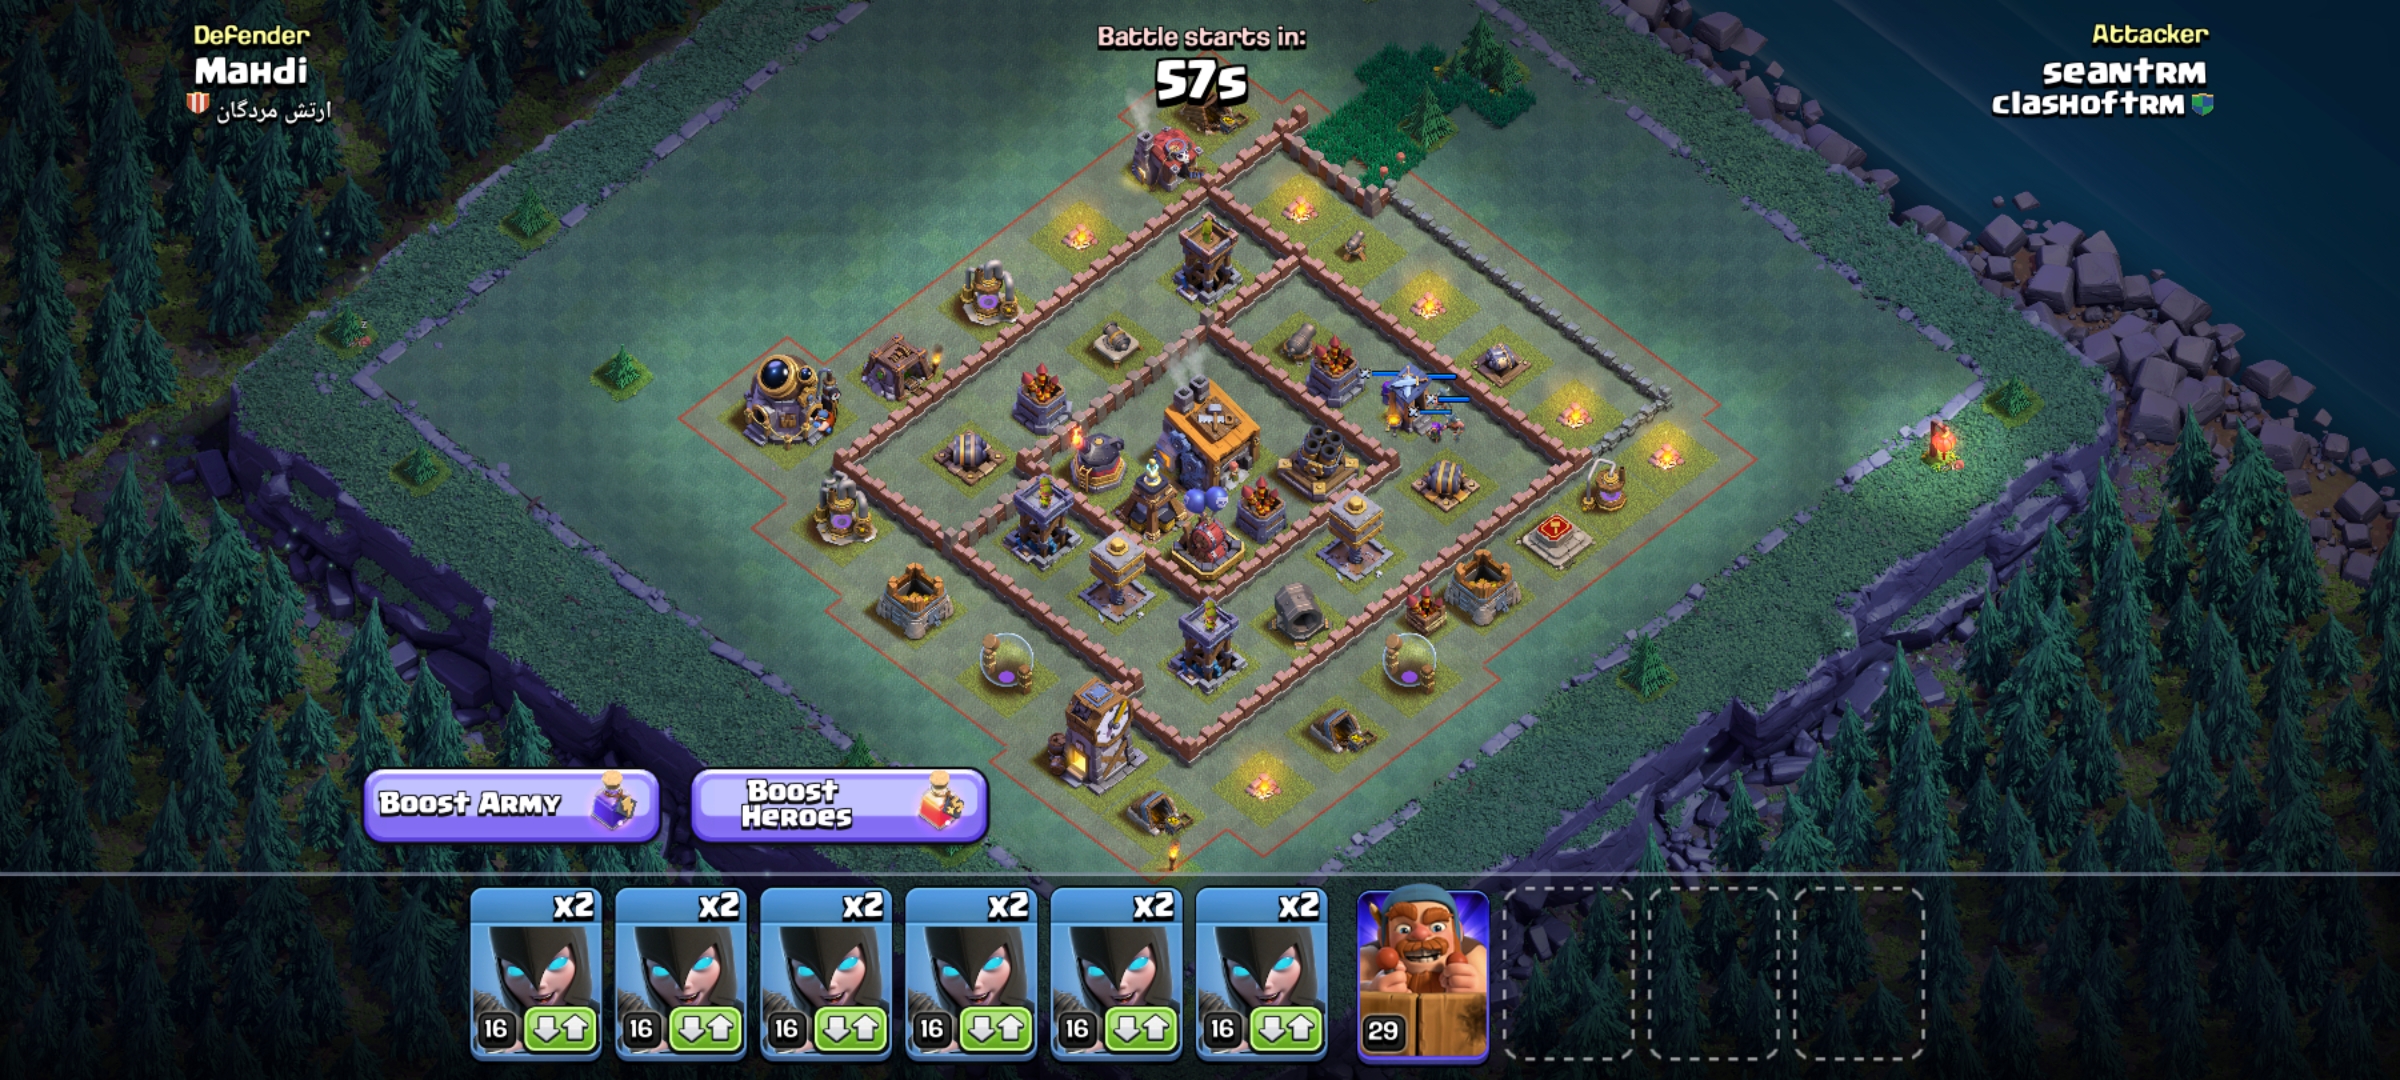 Defender
Mahdi
ارتش مردگان
Battle starts in:
57s
Attacker
seantRM
clashoftRM
z
Boost Army
Boost
Heroes
x2
x2
x2
x2
x2
x2
16
16
16
16
16
16
29